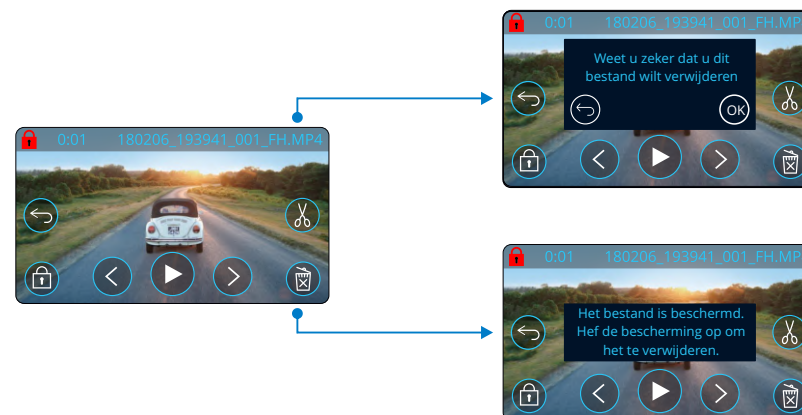 0:01 180206_193941_001_FH.MP4
0:01 180206_193941_001_FH.MP
Weet u zeker dat u dit
bestand wilt verwijderen
OK
0:01 180206_193941_001_FH.MP
Het bestand is beschermd.
Hef de bescherming op om
het te verwijderen.